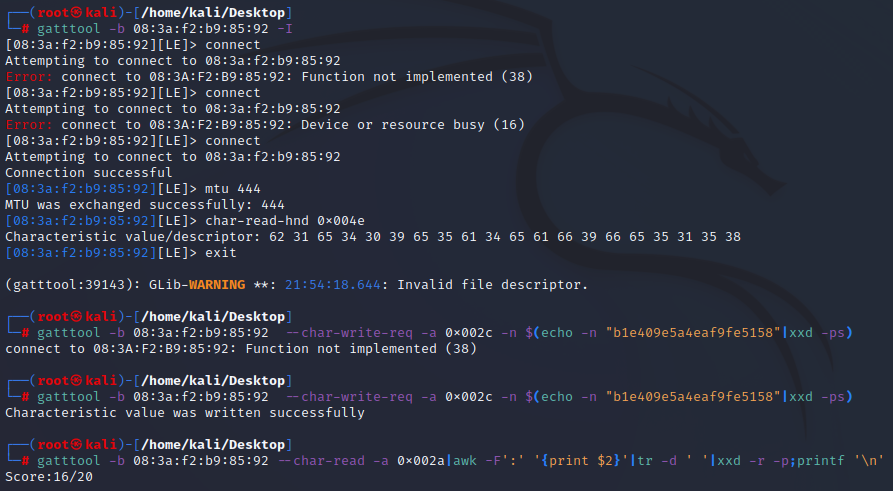 ┌──(root㉿kali)-[/home/kali/Desktop]
└─# gatttool -b 08:3a:f2:b9:85:92 -I
[08:3a:f2:b9:85:92][LE]> connect
Attempting to connect to 08:3a:f2:b9:85:92
Error: connect to 08:3A:F2:B9:85:92: Function not implemented (38)
[08:3a:f2:b9:85:92][LE]> connect
Attempting to connect to 08:3a:f2:b9:85:92
Error: connect to 08:3A:F2:B9:85:92: Device or resource busy (16)
[08:3a:f2:b9:85:92][LE]> connect
Attempting to connect to 08:3a:f2:b9:85:92
Connection successful
[08:3a:f2:b9:85:92][LE]> mtu 444
MTU was exchanged successfully: 444
[08:3a:f2:b9:85:92][LE]> char-read-hnd 0x004e
Characteristic value/descriptor: 62 31 65 34 30 39 65 35 61 34 65 61 66 39 66 65 35 31 35 38
[08:3a:f2:b9:85:92][LE]> exit
(gatttool:39143): GLib-WARNING **: 21:54:18.644: Invalid file descriptor.
┌──(root㉿kali)-[/home/kali/Desktop]
└─# gatttool -b 08:3a:f2:b9:85:92  --char-write-req -a 0x002c -n $(echo -n "b1e409e5a4eaf9fe5158"|xxd -ps)
connect to 08:3A:F2:B9:85:92: Function not implemented (38)
┌──(root㉿kali)-[/home/kali/Desktop]
└─# gatttool -b 08:3a:f2:b9:85:92  --char-write-req -a 0x002c -n $(echo -n "b1e409e5a4eaf9fe5158"|xxd -ps)
Characteristic value was written successfully
┌──(root㉿kali)-[/home/kali/Desktop]
└─# gatttool -b 08:3a:f2:b9:85:92 --char-read -a 0x002a|awk -F':' '{print $2}'|tr -d ' '|xxd -r -p;printf '\n'
Score:16/20